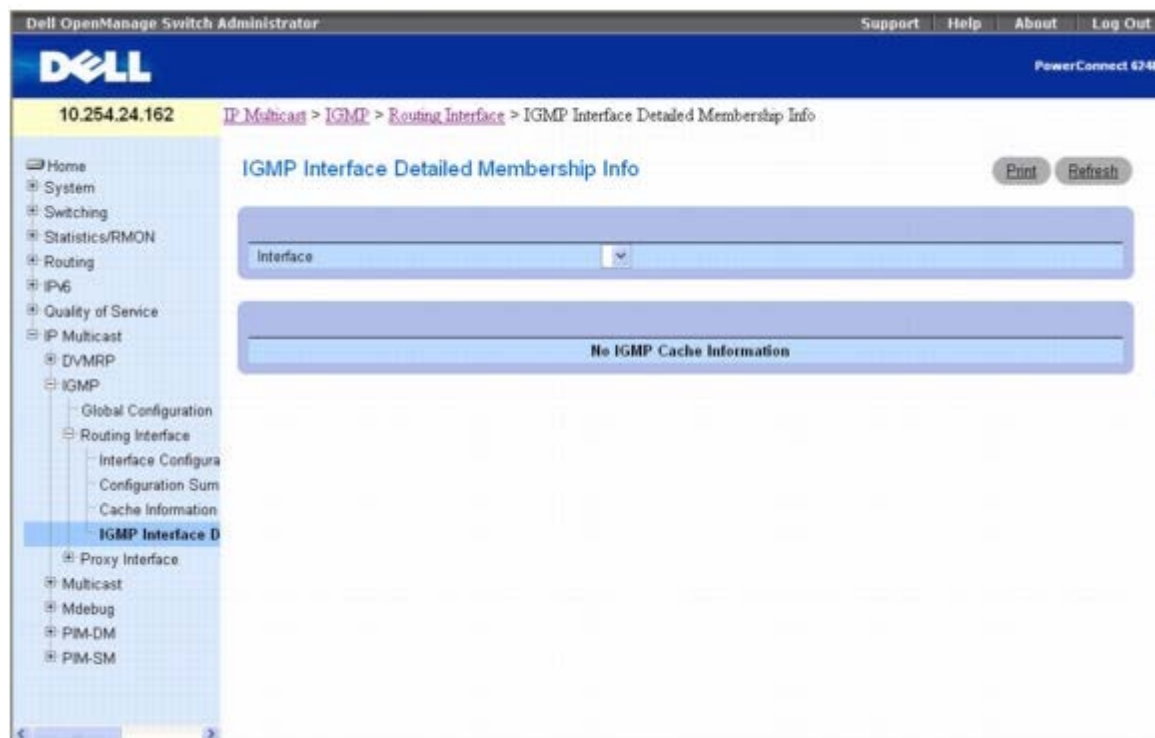 Dell OpenManage Switch Administrator
Support Help About Log Out
DELL
PowerConnect 6248
10.254.24.162
IP Multicast > IGMP > Routing Interface > IGMP Interface Detailed Membership Info
Home
System
Switching
Statistics/RMON
Routing
IPv6
Quality of Service
IP Multicast
DVMRP
IGMP
Global Configuration
Routing Interface
Interface Configura
Configuration Sum
Cache Information
IGMP Interface D
Proxy Interface
Multicast
Mdebug
PIM-DM
PIM-SM
IGMP Interface Detailed Membership Info
Print Refresh
Interface
No IGMP Cache Information